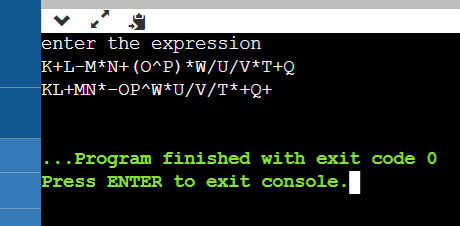 enter the expression
K+L-M*N+(O^P)*W/U/V*T+Q
KL+MN*-OP^W*U/V/T*+Q+
...Program finished with exit code 0
Press ENTER to exit console.